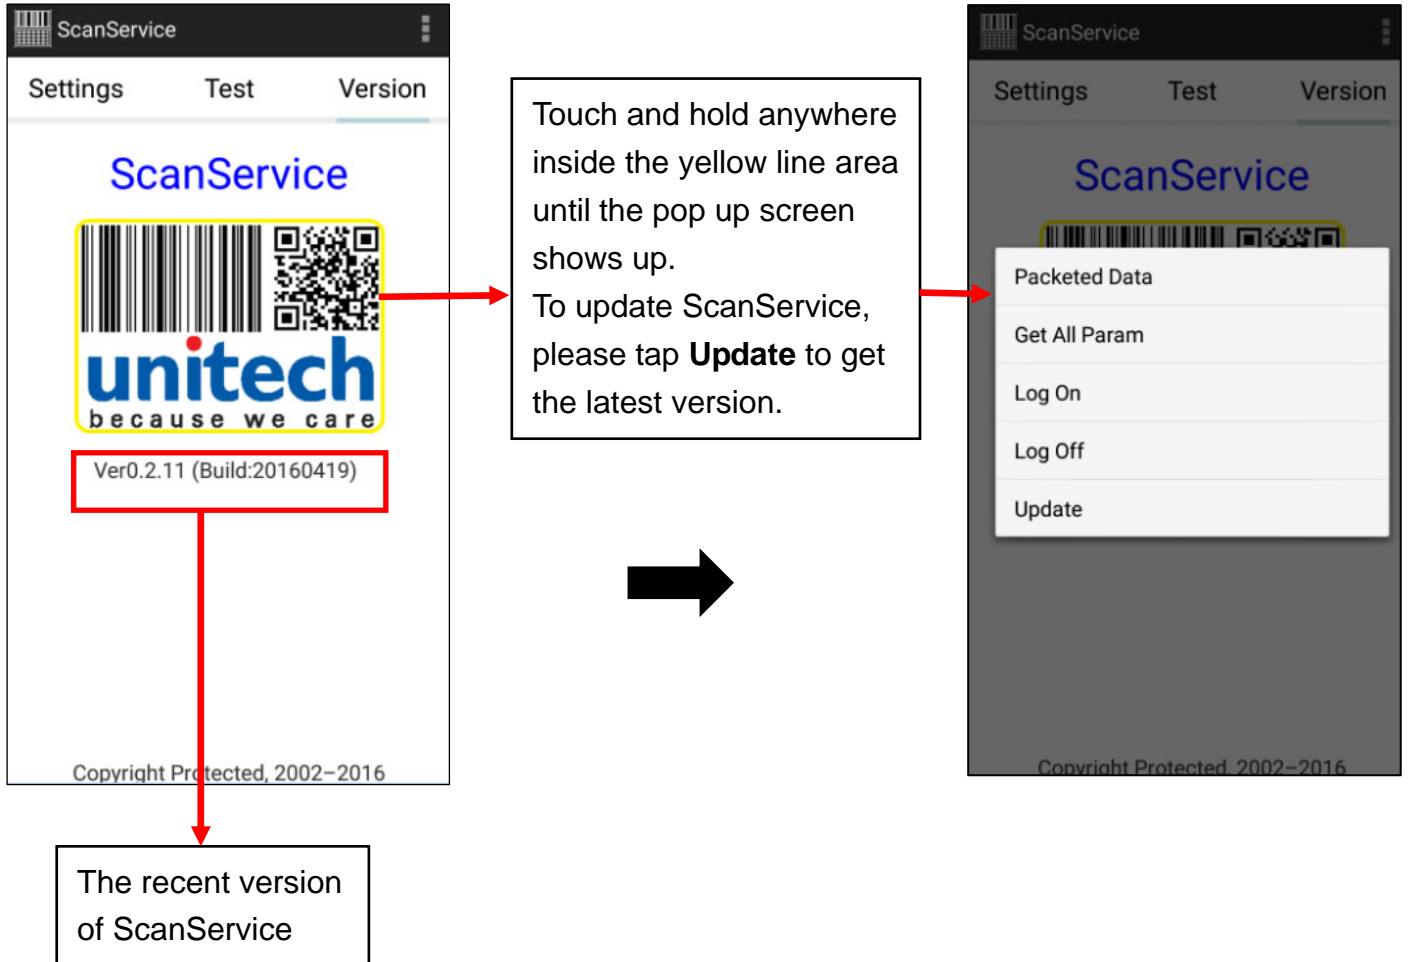 ScanService
Settings Test Version
ScanService
unitech
because we care
Ver0.2.11 (Build:20160419)
Copyright Protected, 2002–2016
The recent version
of ScanService
Touch and hold anywhere
inside the yellow line area
until the pop up screen
shows up.
To update ScanService,
please tap Update to get
the latest version.
ScanService
Settings Test Version
ScanService
Packeted Data
Get All Param
Log On
Log Off
Update
Copyright Protected, 2002–2016